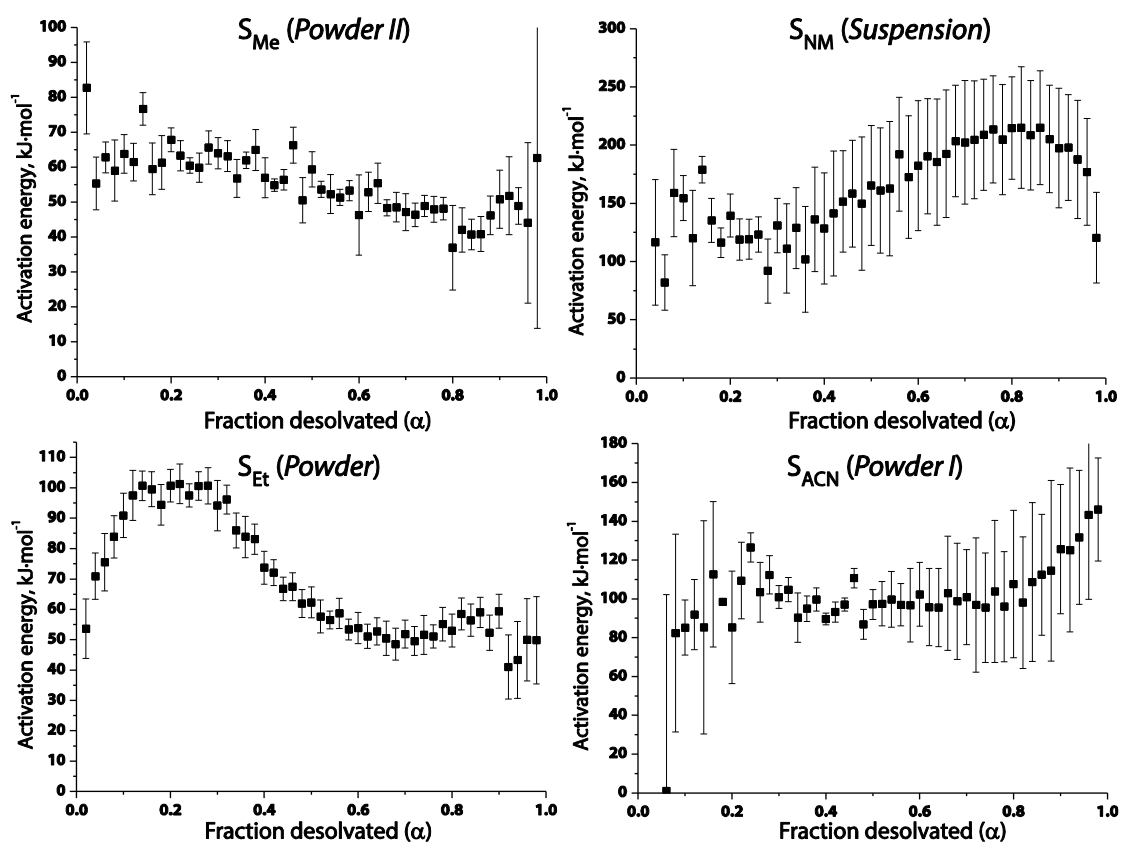 S_Me (Powder II)
Activation energy, kJ·mol⁻¹
100
90
80
70
60
50
40
30
20
10
0
0.0 0.2 0.4 0.6 0.8 1.0
Fraction desolvated (α)
S_NM (Suspension)
Activation energy, kJ·mol⁻¹
300
250
200
150
100
50
0
0.0 0.2 0.4 0.6 0.8 1.0
Fraction desolvated (α)
S_Et (Powder)
Activation energy, kJ·mol⁻¹
110
100
90
80
70
60
50
40
30
20
10
0
0.0 0.2 0.4 0.6 0.8 1.0
Fraction desolvated (α)
S_ACN (Powder I)
Activation energy, kJ·mol⁻¹
180
160
140
120
100
80
60
40
20
0
0.0 0.2 0.4 0.6 0.8 1.0
Fraction desolvated (α)